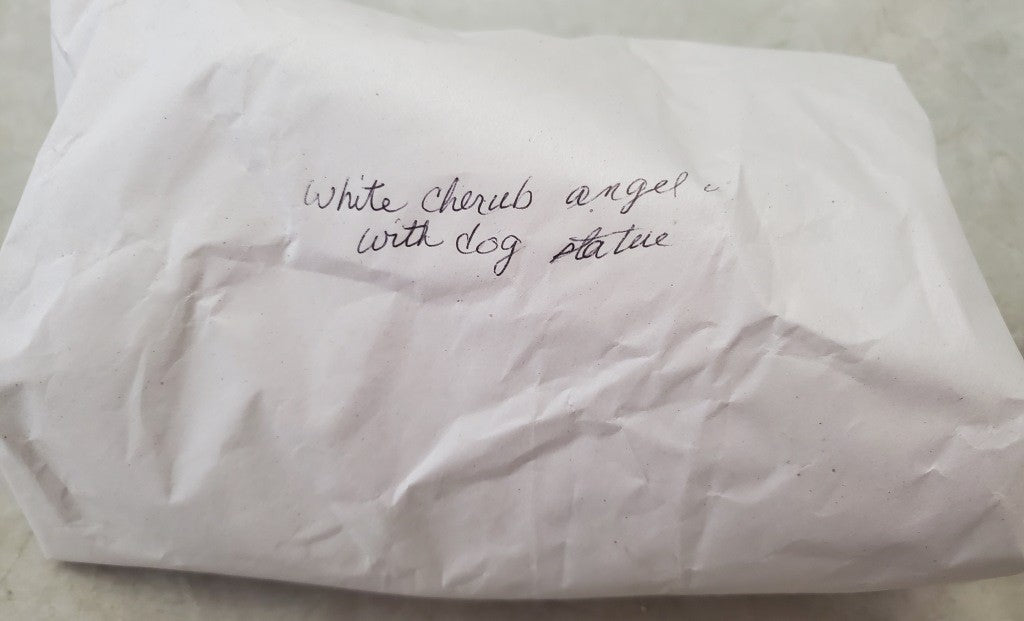 White cherub angel
with dog statue